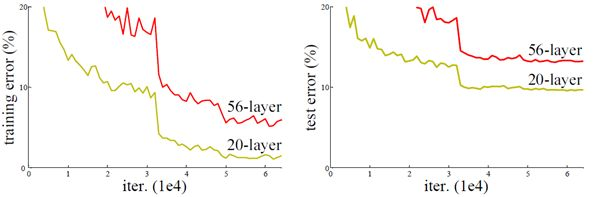 20
10
0
0 1 2 3 4 5 6
training error (%)
iter. (1e4)
56-layer
20-layer
20
10
0
0 1 2 3 4 5 6
test error (%)
iter. (1e4)
56-layer
20-layer